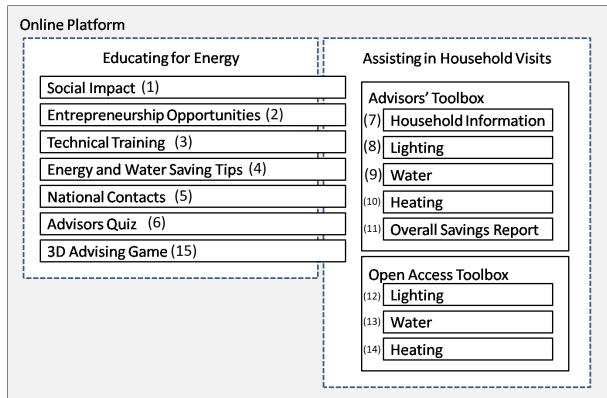 Online Platform
Educating for Energy
Social Impact (1)
Entrepreneurship Opportunities (2)
Technical Training (3)
Energy and Water Saving Tips (4)
National Contacts (5)
Advisors Quiz (6)
3D Advising Game (15)
Assisting in Household Visits
Advisors' Toolbox
(7) Household Information
(8) Lighting
(9) Water
(10) Heating
(11) Overall Savings Report
Open Access Toolbox
(12) Lighting
(13) Water
(14) Heating